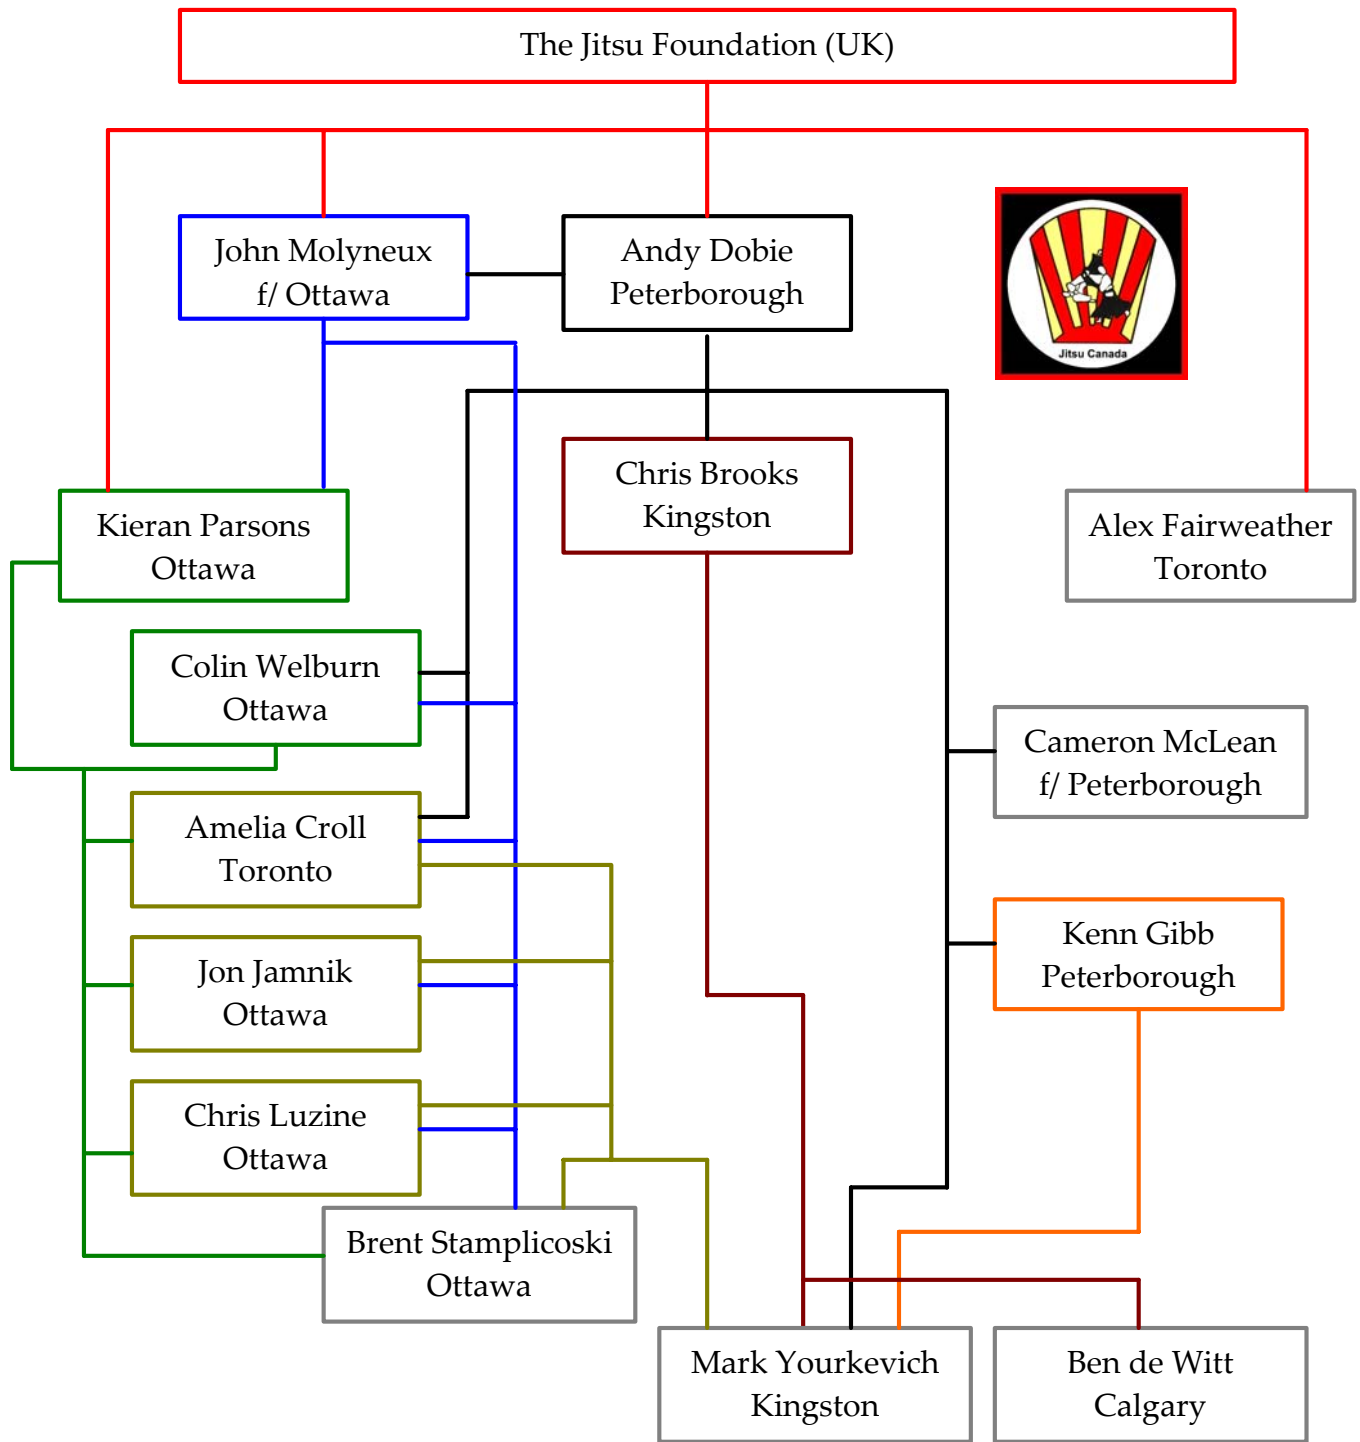 The Jitsu Foundation (UK)
John Molyneux
f/ Ottawa
Andy Dobie
Peterborough
Jitsu Canada
Chris Brooks
Kingston
Kieran Parsons
Ottawa
Alex Fairweather
Toronto
Colin Welburn
Ottawa
Cameron McLean
f/ Peterborough
Amelia Croll
Toronto
Kenn Gibb
Peterborough
Jon Jamnik
Ottawa
Chris Luzine
Ottawa
Brent Stamplicoski
Ottawa
Mark Yourkevich
Kingston
Ben de Witt
Calgary